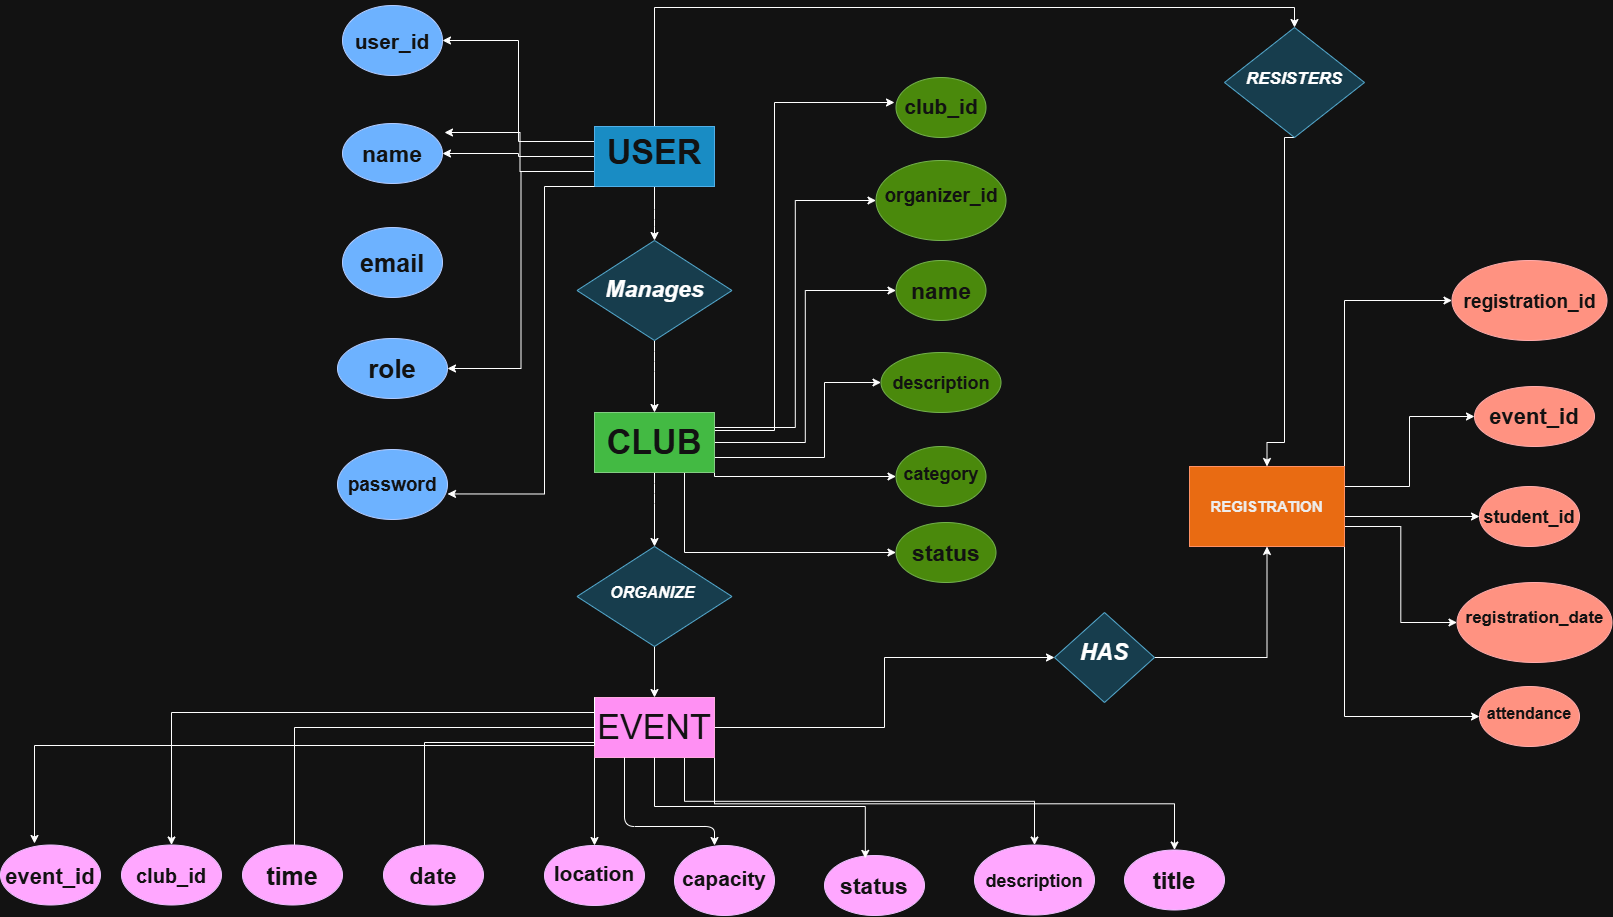 user_id
name
email
role
password
USER
Manages
CLUB
ORGANIZE
EVENT
club_id
organizer_id
name
description
category
status
RESISTERS
REGISTRATION
HAS
registration_id
event_id
student_id
registration_date
attendance
event_id
club_id
time
date
location
capacity
status
description
title